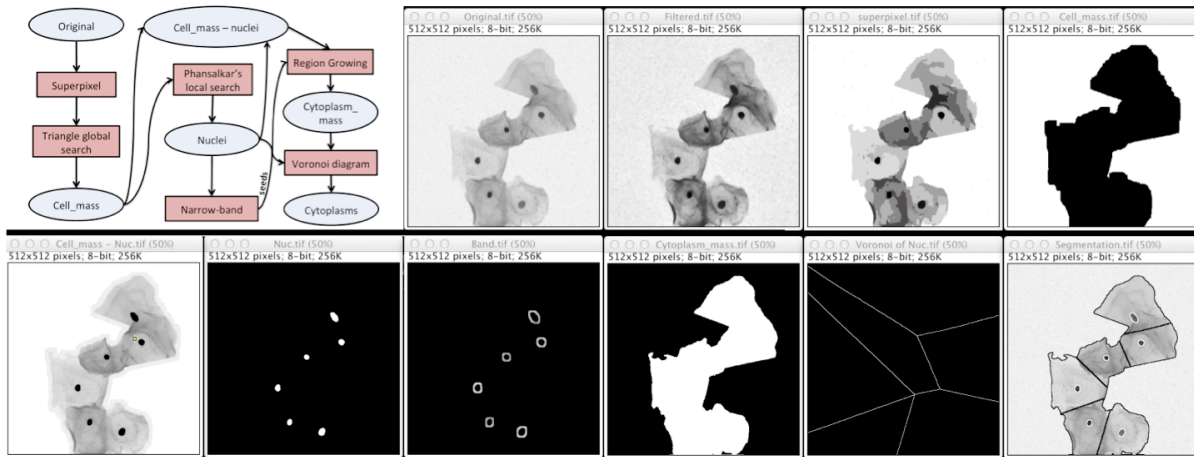 Original
Superpixel
Triangle global
search
Cell_mass
Cell_mass – nuclei
Phansalkar's
local search
Nuclei
Narrow-band
seeds
Region Growing
Cytoplasm_
mass
Voronoi diagram
Cytoplasms
Original.tif (50%)
512x512 pixels; 8-bit; 256K
Filtered.tif (50%)
512x512 pixels; 8-bit; 256K
superpixel.tif (50%)
512x512 pixels; 8-bit; 256K
Cell_mass.tif (50%)
512x512 pixels; 8-bit; 256K
Cell_mass - Nuc.tif (50%)
512x512 pixels; 8-bit; 256K
Nuc.tif (50%)
512x512 pixels; 8-bit; 256K
Band.tif (50%)
512x512 pixels; 8-bit; 256K
Cytoplasm_mass.tif (50%)
512x512 pixels; 8-bit; 256K
Voronoi of Nuc.tif (50%)
512x512 pixels; 8-bit; 256K
Segmentation.tif (50%)
512x512 pixels; 8-bit; 256K